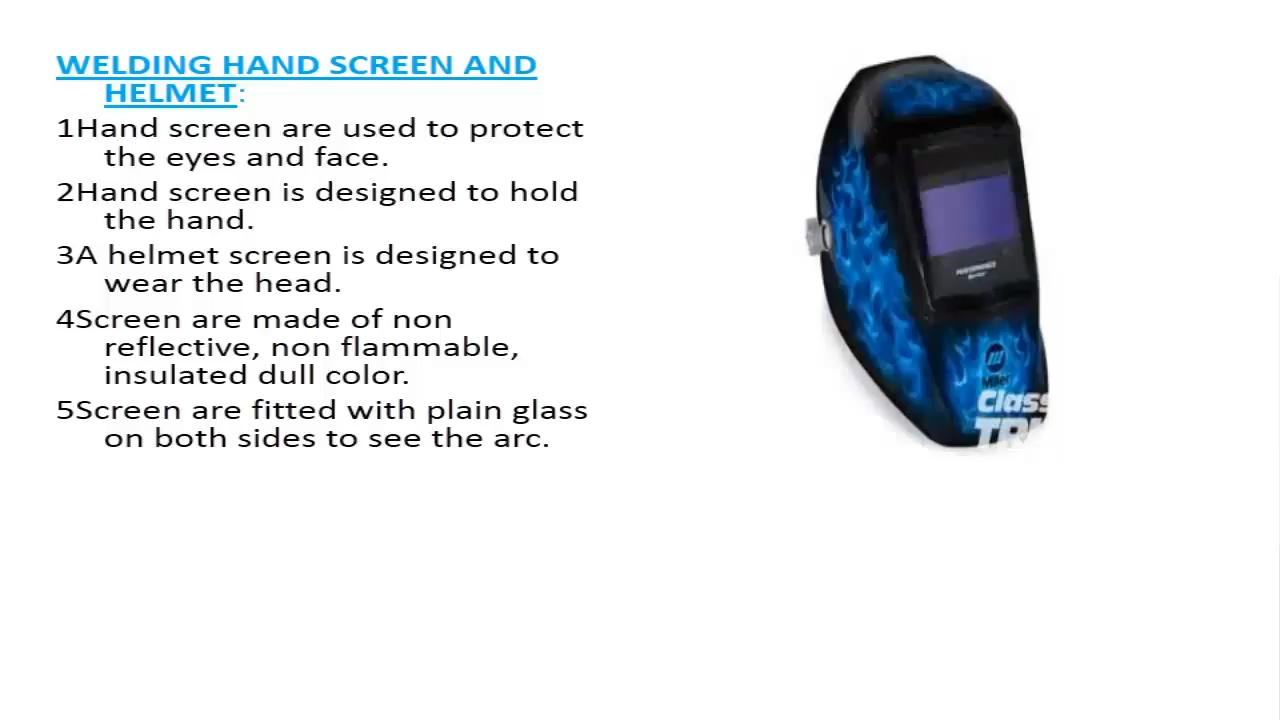 WELDING HAND SCREEN AND
HELMET:
1Hand screen are used to protect
the eyes and face.
2Hand screen is designed to hold
the hand.
3A helmet screen is designed to
wear the head.
4Screen are made of non
reflective, non flammable,
insulated dull color.
5Screen are fitted with plain glass
on both sides to see the arc.
Miller